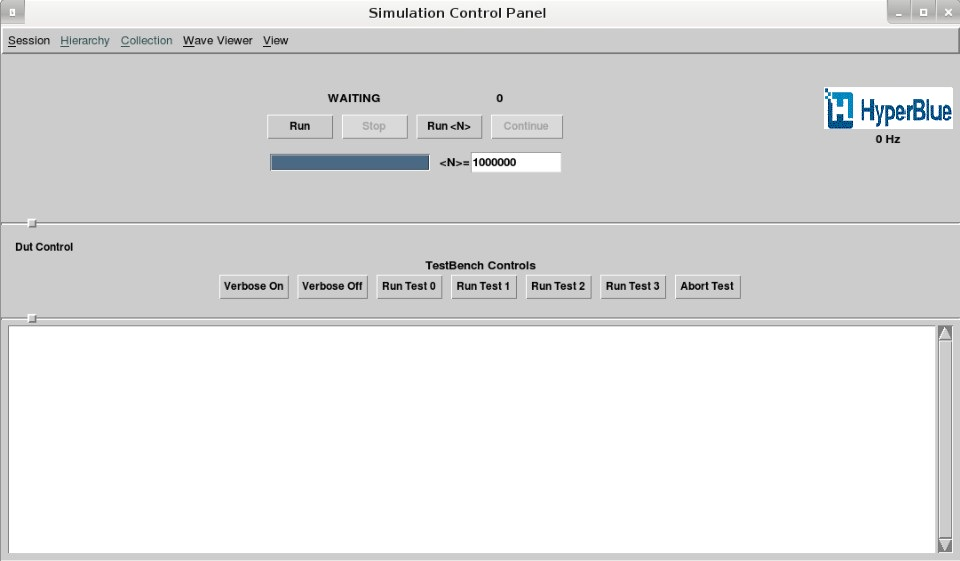 Simulation Control Panel
Session Hierarchy Collection Wave Viewer View
WAITING 0
Run Stop Run <N> Continue
<N>= 1000000
HyperBlue
0 Hz
Dut Control
TestBench Controls
Verbose On Verbose Off Run Test 0 Run Test 1 Run Test 2 Run Test 3 Abort Test